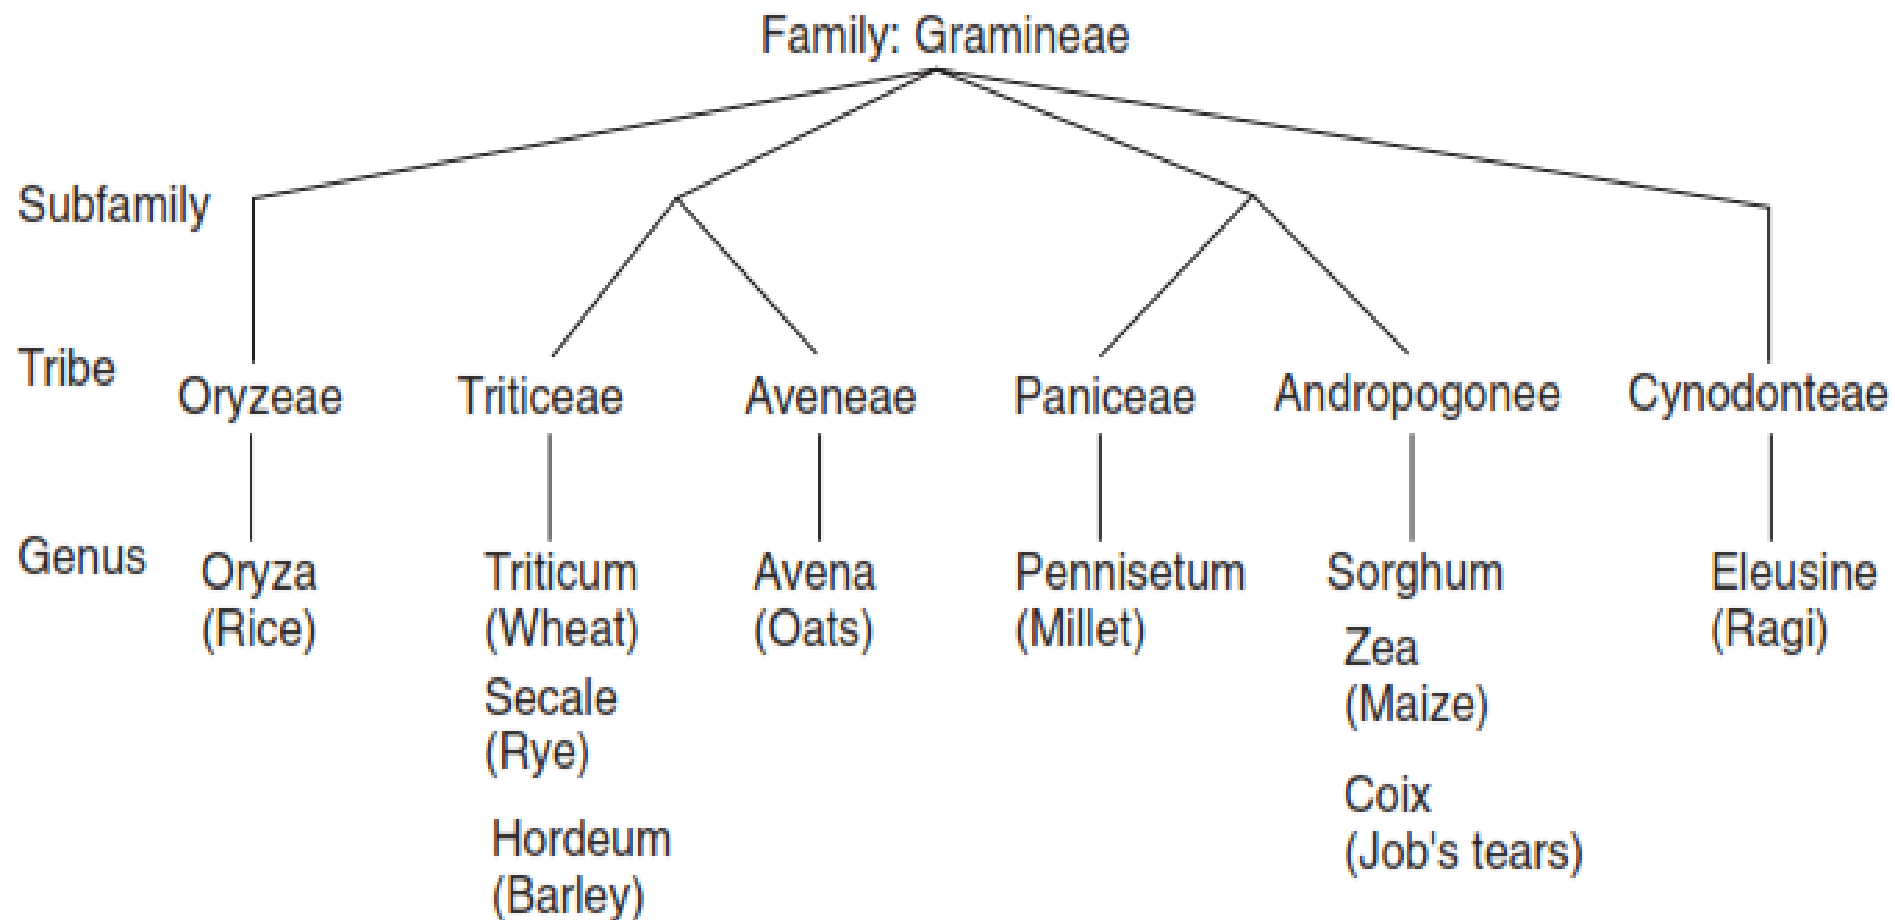 Family: Gramineae
Subfamily
Tribe
Oryzeae Triticeae Aveneae Paniceae Andropogonee Cynodonteae
Genus
Oryza Triticum Avena Pennisetum Sorghum Eleusine
(Rice) (Wheat) (Oats) (Millet) (Ragi)
Zea
Secale
(Maize)
(Rye)
Coix
Hordeum
(Job's tears)
(Barley)